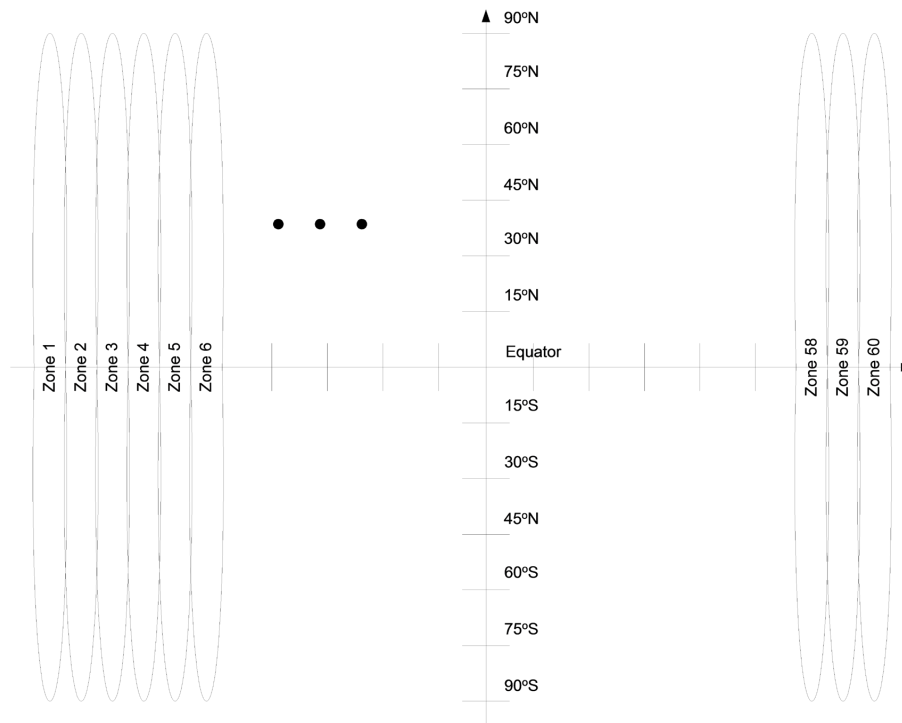 90ºN
75ºN
60ºN
45ºN
30ºN
15ºN
Equator
15ºS
30ºS
45ºN
60ºS
75ºS
90ºS
Zone 1
Zone 2
Zone 3
Zone 4
Zone 5
Zone 6
Zone 58
Zone 59
Zone 60